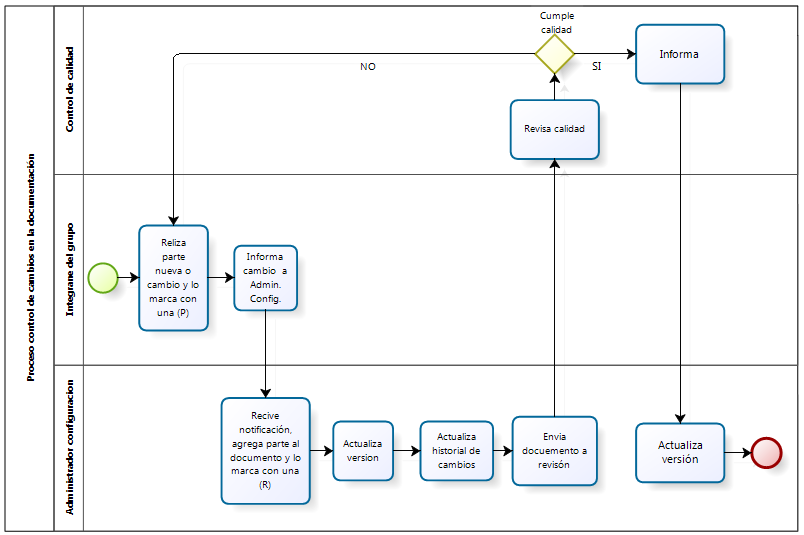 Proceso control de cambios en la documentación
Control de calidad
Cumple
calidad
NO
SI
Informa
Revisa calidad
Integrane del grupo
Reliza
parte
nueva o
cambio y lo
marca con
una (P)
Informa
cambio a
Admin.
Config.
Administrador configuracion
Recive
notificación,
agrega parte al
documento y lo
marca con una
(R)
Actualiza
version
Actualiza
historial de
cambios
Envia
docuemento a
revisón
Actualiza
versión